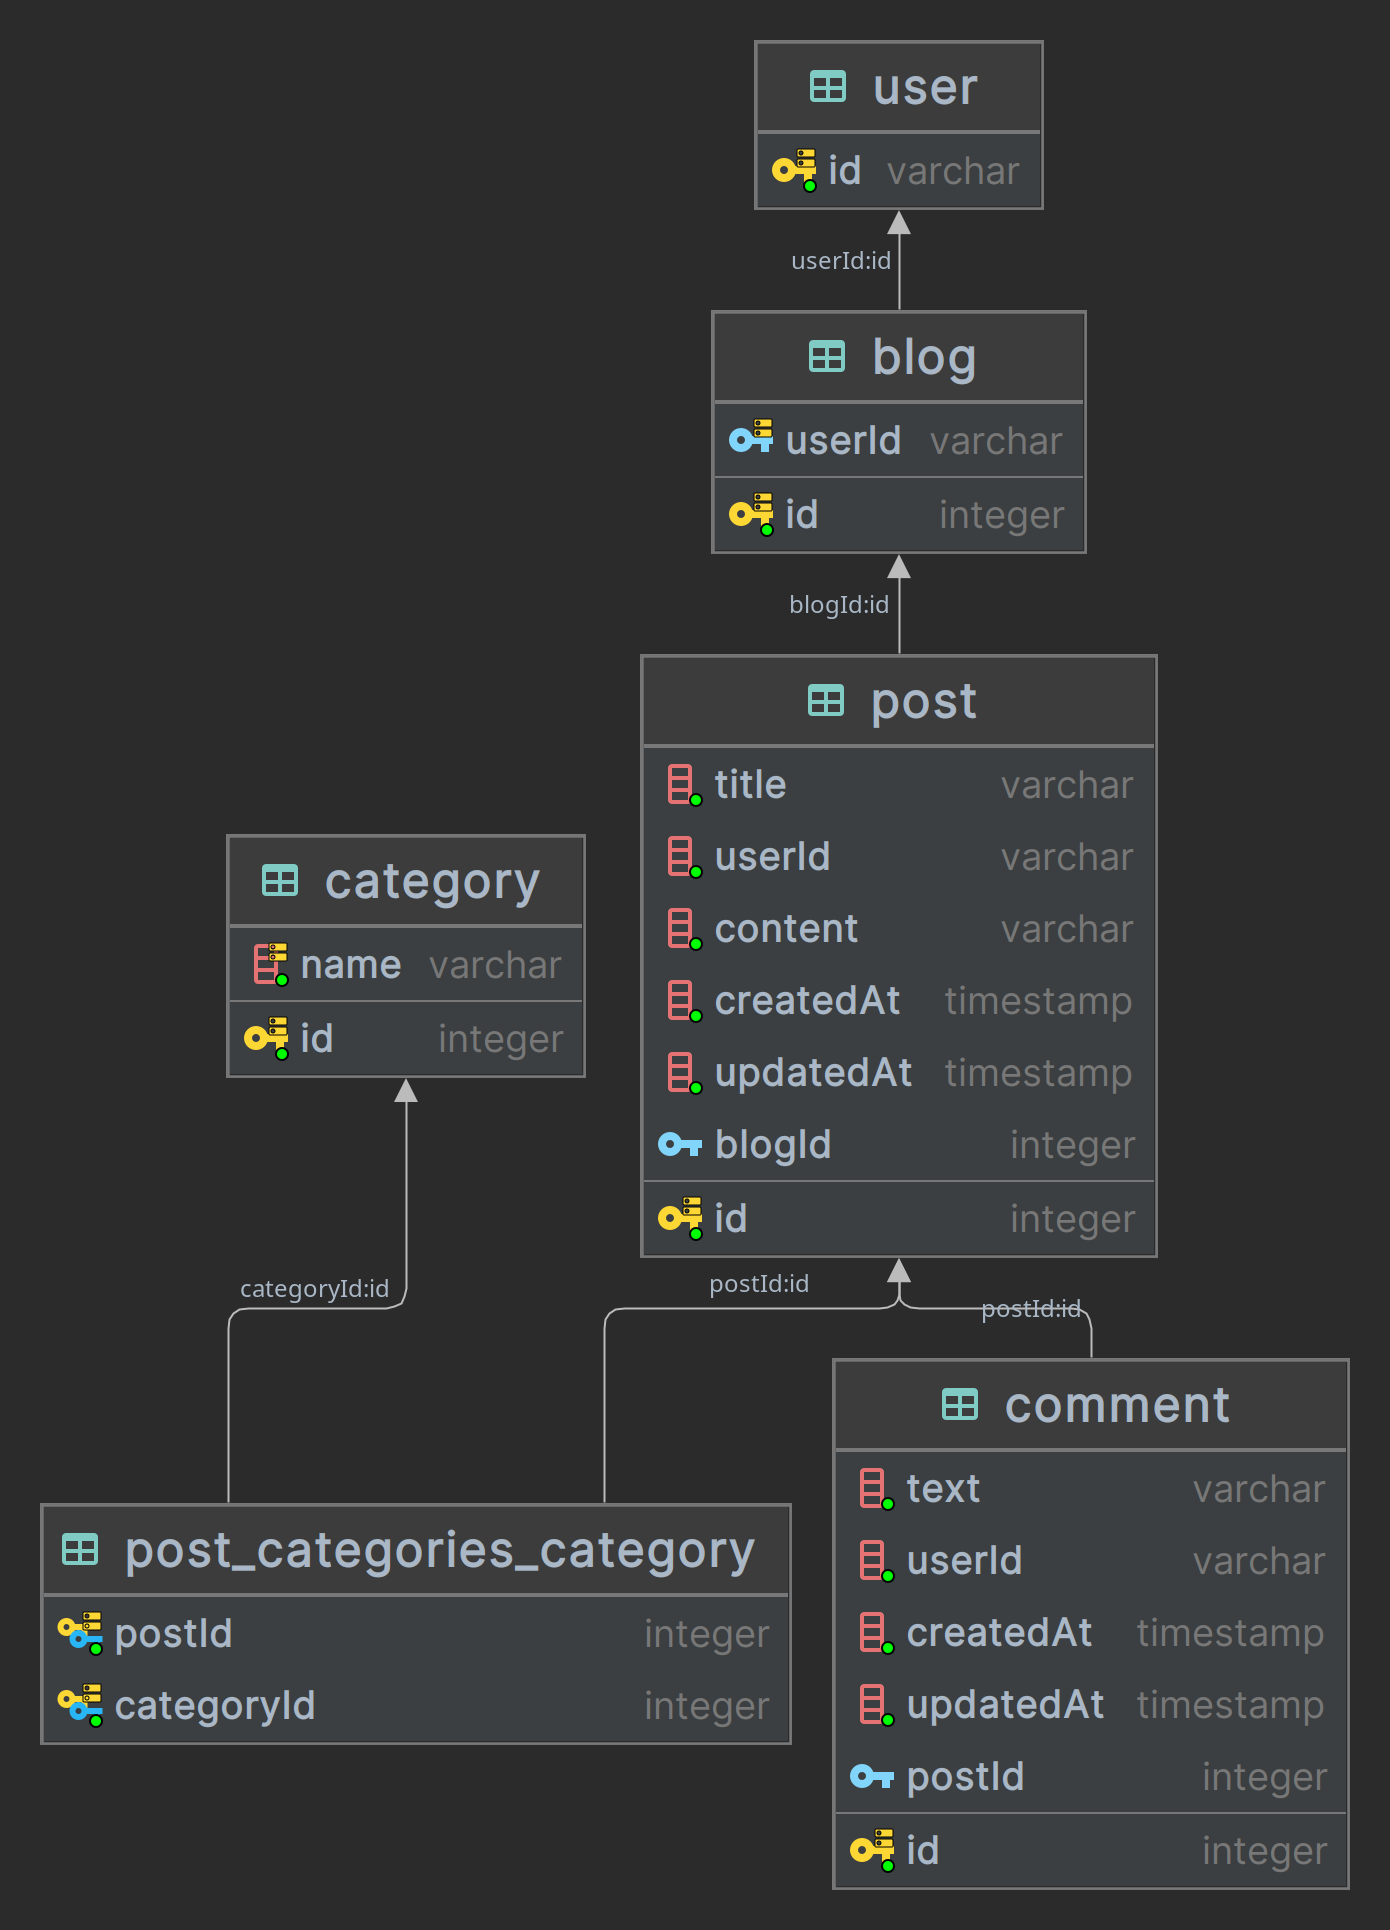 user
id varchar
userId:id
blog
userId varchar
id integer
blogId:id
post
title varchar
userId varchar
content varchar
createdAt timestamp
updatedAt timestamp
blogId integer
id integer
category
name varchar
id integer
categoryId:id
postId:id
postId:id
post_categories_category
postId integer
categoryId integer
comment
text varchar
userId varchar
createdAt timestamp
updatedAt timestamp
postId integer
id integer